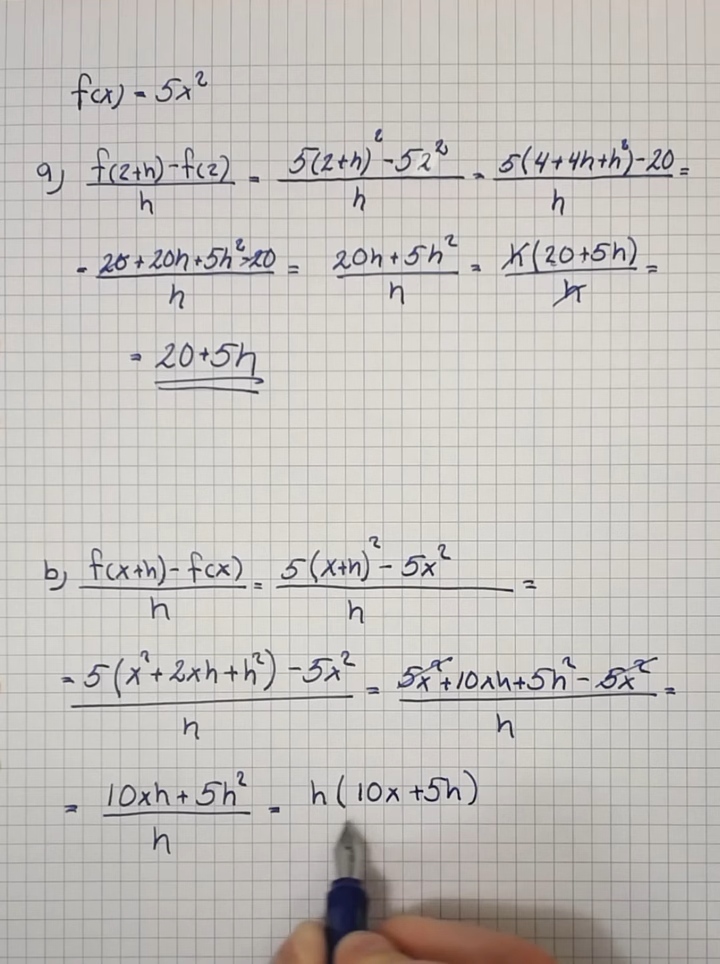 f(x) = 5x²
a) (f(2+h)-f(2))/h = (5(2+h)²-5·2²)/h = (5(4+4h+h²)-20)/h =
= (20+20h+5h²-20)/h = (20h+5h²)/h = (h(20+5h))/h =
= 20+5h
b) (f(x+h)-f(x))/h = (5(x+h)²-5x²)/h =
= (5(x²+2xh+h²)-5x²)/h = (5x²+10xh+5h²-5x²)/h =
= (10xh+5h²)/h = h(10x+5h)